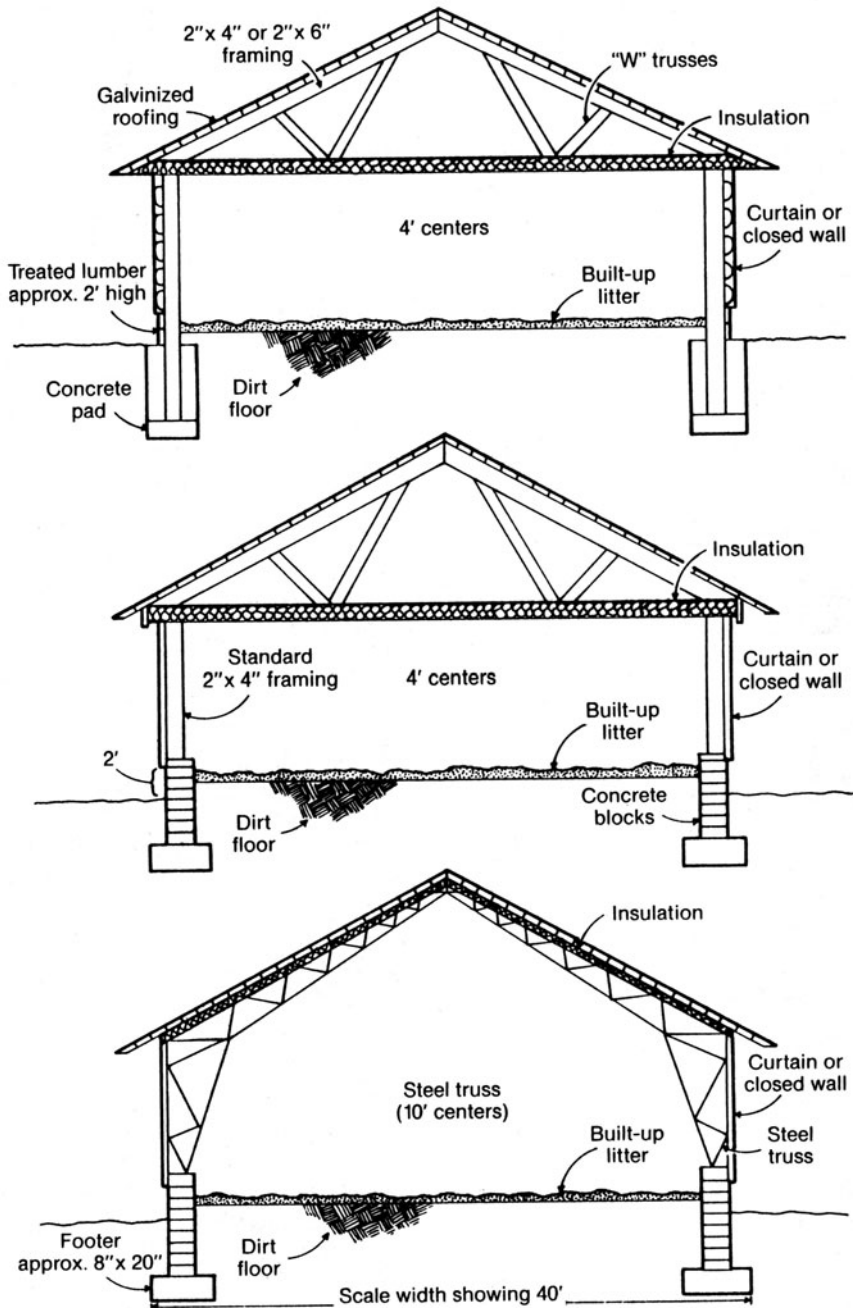 2″x 4″ or 2″x 6″
framing
“W” trusses
Galvinized
roofing
Insulation
4′ centers
Curtain or
closed wall
Treated lumber
approx. 2′ high
Built-up
litter
Concrete
pad
Dirt
floor
Insulation
Standard
2″x 4″ framing
4′ centers
Curtain or
closed wall
Built-up
litter
2′
Dirt
floor
Concrete
blocks
Insulation
Steel truss
(10′ centers)
Curtain or
closed wall
Built-up
litter
Steel
truss
Footer
approx. 8″x 20″
Dirt
floor
Scale width showing 40′